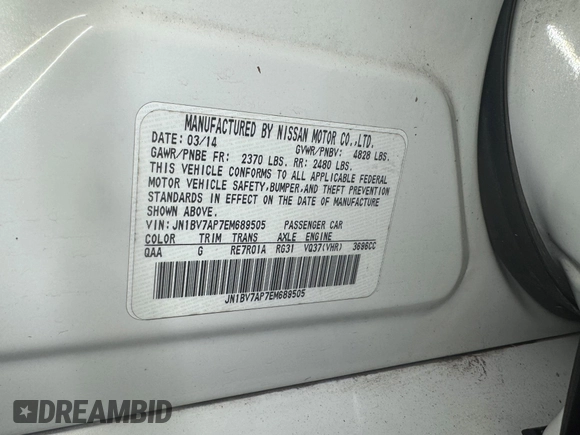 MANUFACTURED BY NISSAN MOTOR CO.,LTD.
DATE: 03/14 GVWR/PNBV: 4828 LBS.
GAWR/PNBE FR: 2370 LBS. RR: 2480 LBS.
THIS VEHICLE CONFORMS TO ALL APPLICABLE FEDERAL
MOTOR VEHICLE SAFETY,BUMPER,AND THEFT PREVENTION
STANDARDS IN EFFECT ON THE DATE OF MANUFACTURE
SHOWN ABOVE.
VIN: JN1BV7AP7EM689505 PASSENGER CAR
COLOR TRIM TRANS AXLE ENGINE
QAA G RE7R01A RG31 VQ37(VHR) 3696CC
JN1BV7AP7EM689505
DREAMBID